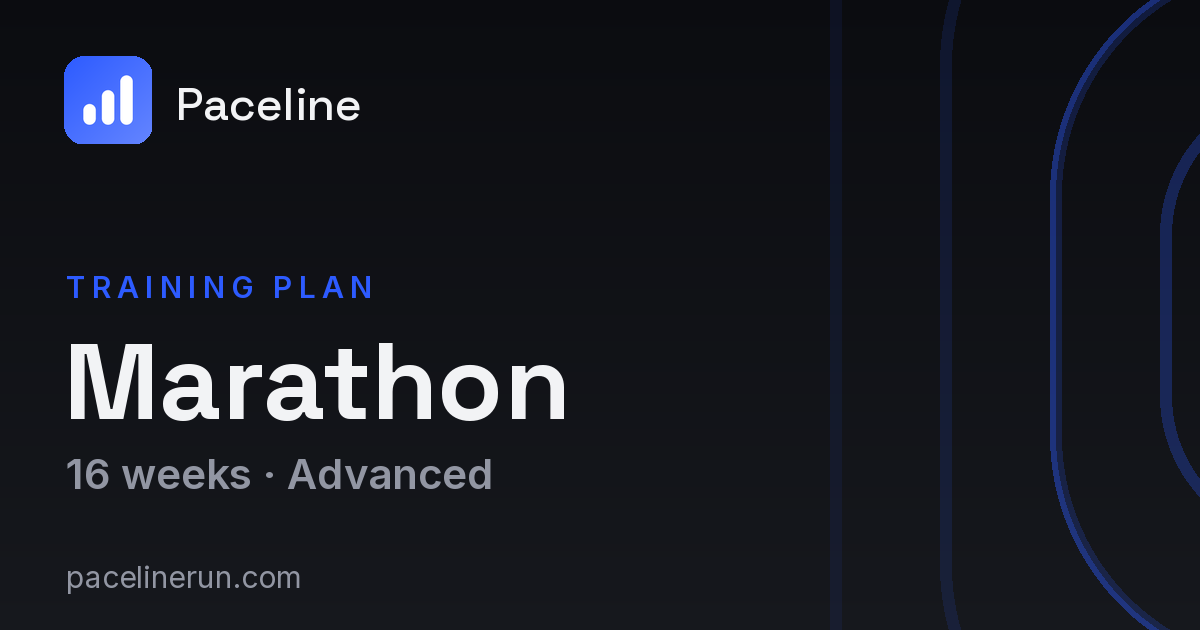 Paceline
TRAINING PLAN
Marathon
16 weeks · Advanced
pacelinerun.com